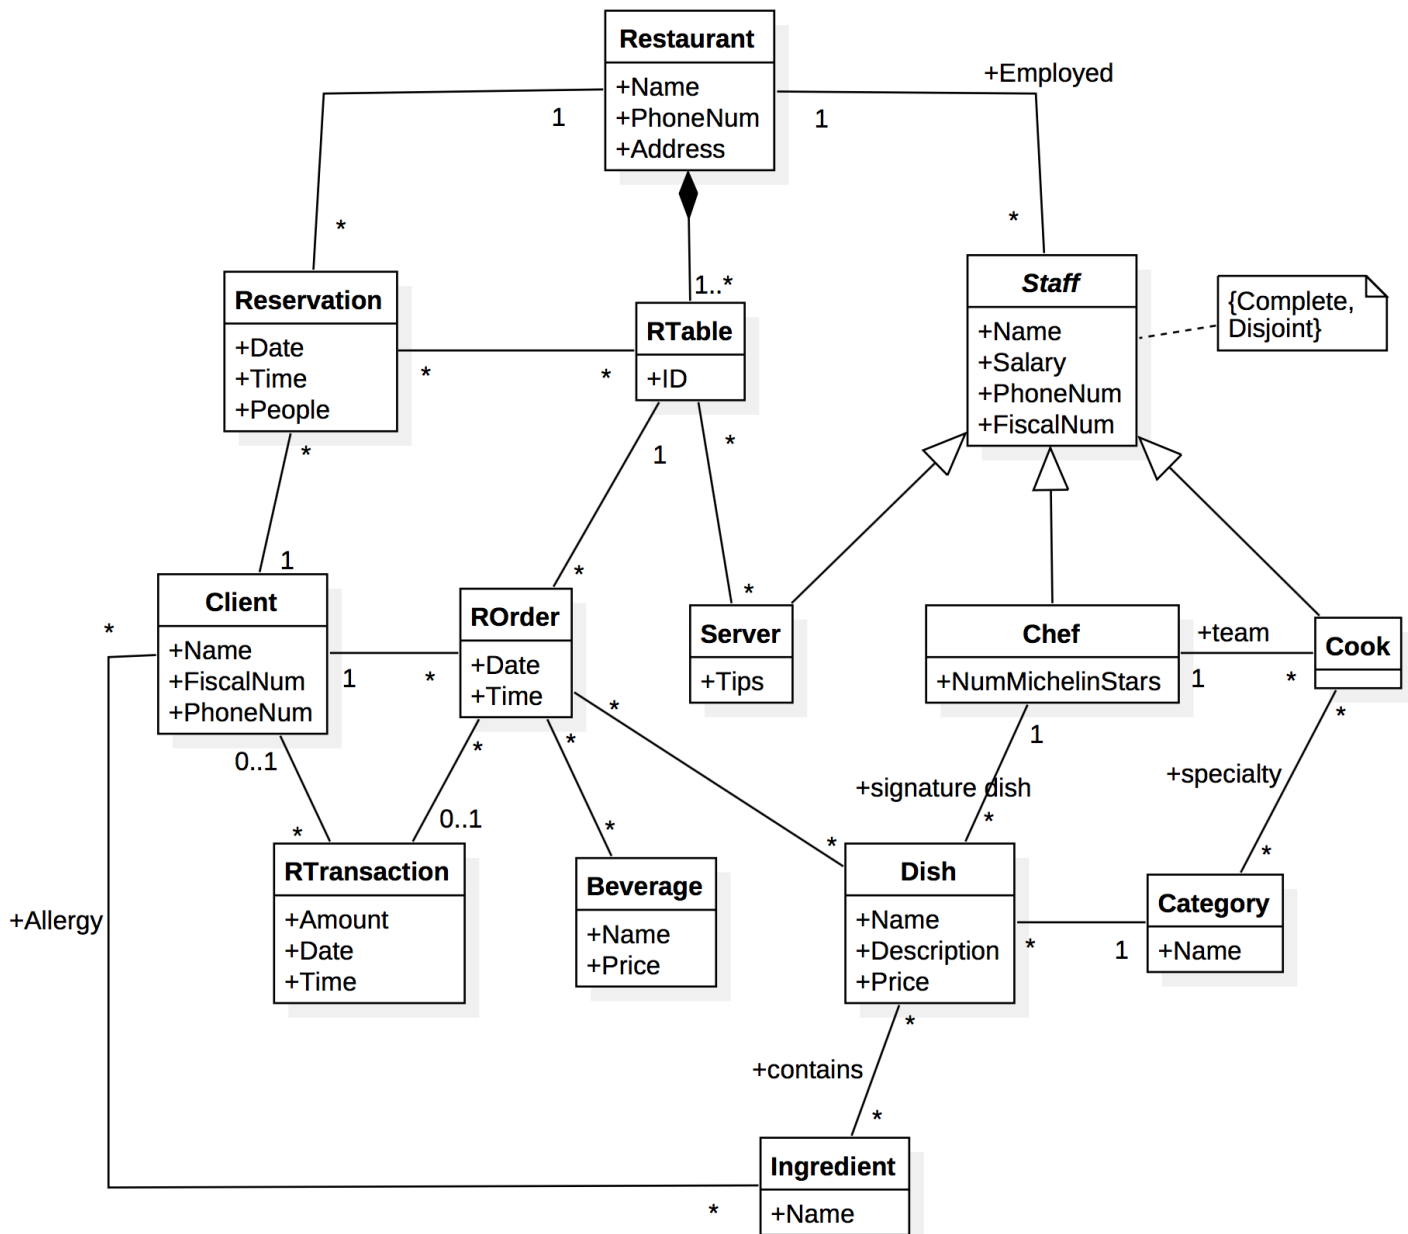 Restaurant
+Name
+PhoneNum
+Address
+Employed
1
1
*
*
1..*
Reservation
+Date
+Time
+People
RTable
+ID
Staff
+Name
+Salary
+PhoneNum
+FiscalNum
{Complete,
Disjoint}
*
*
*
*
1
1
*
*
*
Client
+Name
+FiscalNum
+PhoneNum
ROrder
+Date
+Time
Server
+Tips
Chef
+NumMichelinStars
+team
1
*
Cook
1
*
*
*
*
*
1
*
0..1
+signature dish
+specialty
*
0..1
*
*
*
*
RTransaction
+Amount
+Date
+Time
Beverage
+Name
+Price
Dish
+Name
+Description
+Price
*
1
Category
+Name
+Allergy
*
+contains
*
Ingredient
+Name
*